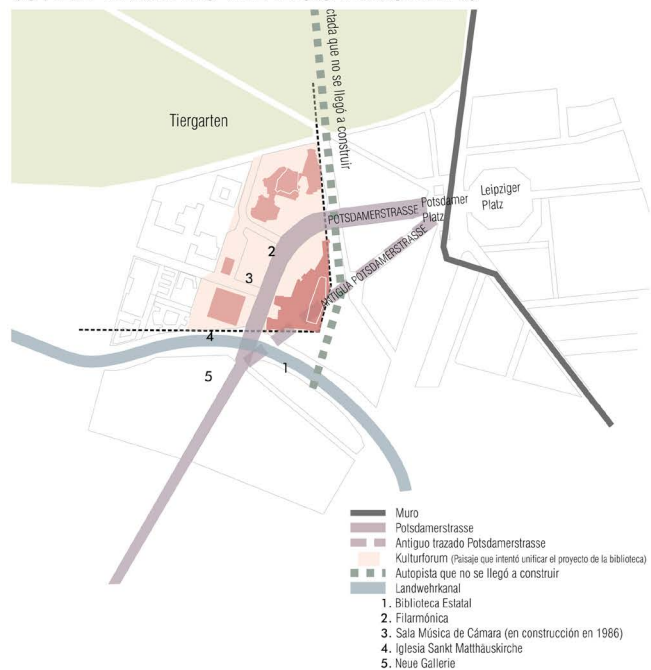 ctada que no se llegó a construir
Tiergarten
Leipziger
Platz
Potsdamer
Platz
POTSDAMERSTRASSE
ANTIGUA POTSDAMERSTRASSE
2
3
4
1
5
Muro
Potsdamerstrasse
Antiguo trazado Potsdamerstrasse
Kulturforum (Paisaje que intentó unificar el proyecto de la biblioteca)
Autopista que no se llegó a construir
Landwehrkanal
1. Biblioteca Estatal
2. Filarmónica
3. Sala Música de Cámara (en construcción en 1986)
4. Iglesia Sankt Matthäuskirche
5. Neue Gallerie